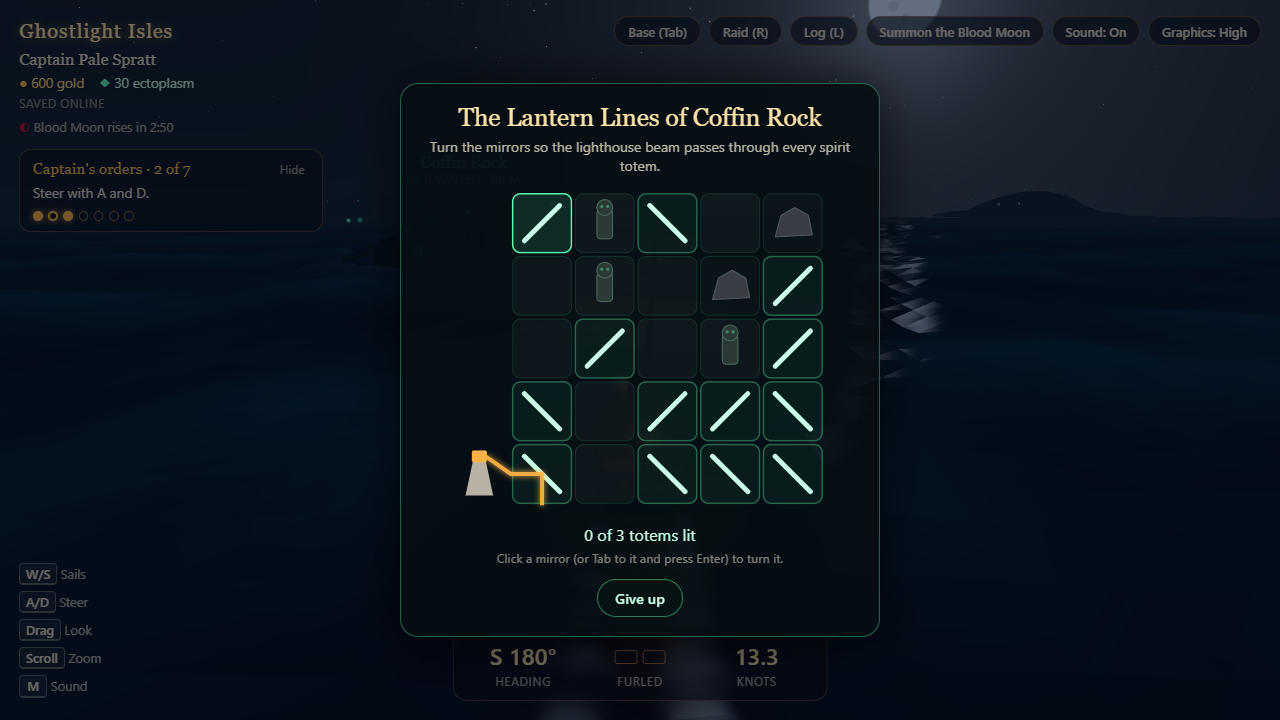 Ghostlight Isles
Captain Pale Spratt
600 gold 30 ectoplasm
SAVED ONLINE
Blood Moon rises in 2:50
Captain's orders · 2 of 7 Hide
Steer with A and D.
Base (Tab) Raid (R) Log (L) Summon the Blood Moon Sound: On Graphics: High
The Lantern Lines of Coffin Rock
Turn the mirrors so the lighthouse beam passes through every spirit
totem.
Coffin Rock
0 of 3 totems lit
Click a mirror (or Tab to it and press Enter) to turn it.
Give up
W/S Sails
A/D Steer
Drag Look
Scroll Zoom
M Sound
S 180° 13.3
HEADING FURLED KNOTS